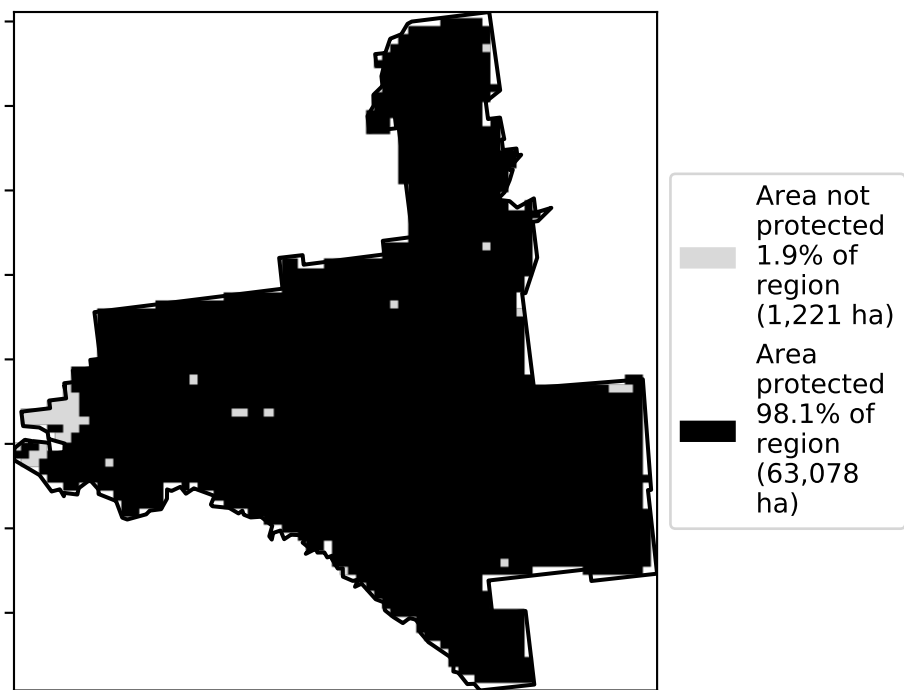 Area not
protected
1.9% of
region
(1,221 ha)
Area
protected
98.1% of
region
(63,078
ha)